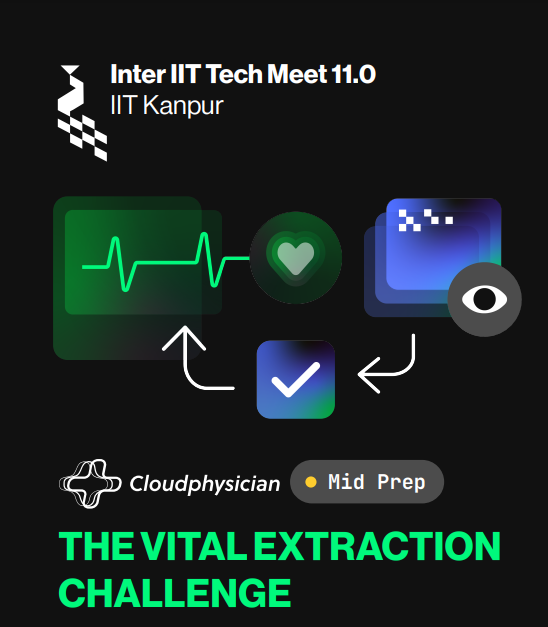 Inter IIT Tech Meet 11.0
IIT Kanpur
Cloudphysician
Mid Prep
THE VITAL EXTRACTION
CHALLENGE